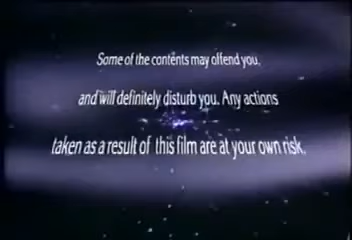 Some of the contents may offend you,
and will definitely disturb you. Any actions
taken as a result of this film are at your own risk.